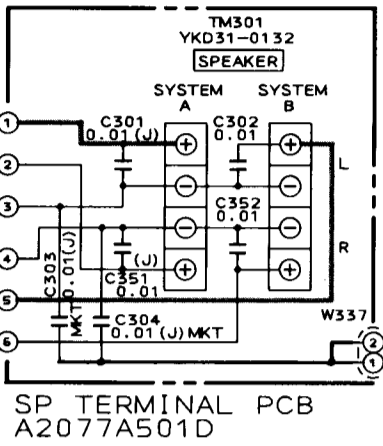 TM301
YKD31-0132
SPEAKER
SYSTEM A
SYSTEM B
C301
0.01(J)
C302
0.01
1
2
3
4
5
6
+
+
−
−
−
−
+
+
L
R
C352
0.01
(J)
C351
0.01
C303
0.01(J)
MKT
C304
0.01(J)MKT
W337
2
1
SP TERMINAL PCB
A2077A501D